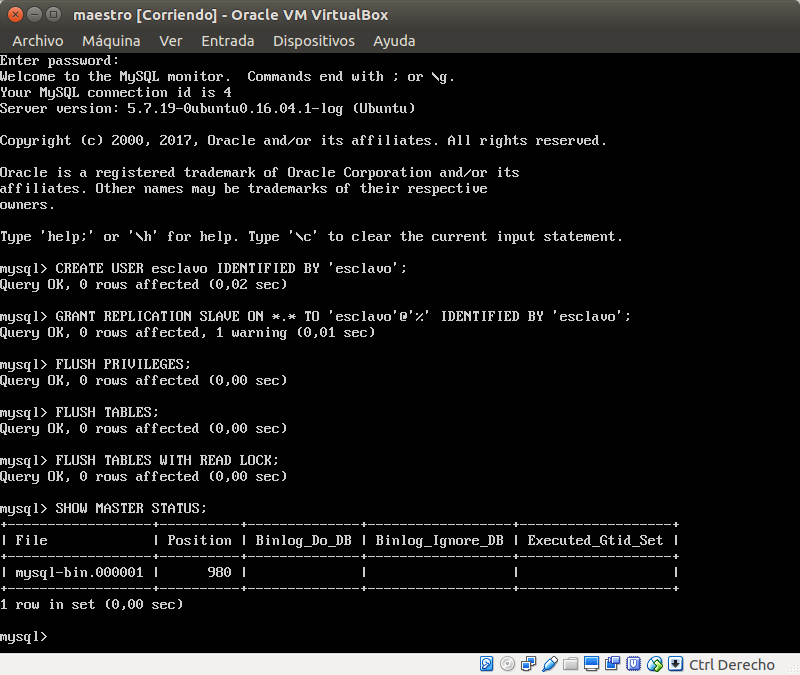 maestro [Corriendo] - Oracle VM VirtualBox
Archivo Máquina Ver Entrada Dispositivos Ayuda
Enter password:
Welcome to the MySQL monitor.  Commands end with ; or \g.
Your MySQL connection id is 4
Server version: 5.7.19-0ubuntu0.16.04.1-log (Ubuntu)
Copyright (c) 2000, 2017, Oracle and/or its affiliates. All rights reserved.
Oracle is a registered trademark of Oracle Corporation and/or its
affiliates. Other names may be trademarks of their respective
owners.
Type 'help;' or '\h' for help. Type '\c' to clear the current input statement.
mysql> CREATE USER esclavo IDENTIFIED BY 'esclavo';
Query OK, 0 rows affected (0,02 sec)
mysql> GRANT REPLICATION SLAVE ON *.* TO 'esclavo'@'%' IDENTIFIED BY 'esclavo';
Query OK, 0 rows affected, 1 warning (0,01 sec)
mysql> FLUSH PRIVILEGES;
Query OK, 0 rows affected (0,00 sec)
mysql> FLUSH TABLES;
Query OK, 0 rows affected (0,00 sec)
mysql> FLUSH TABLES WITH READ LOCK;
Query OK, 0 rows affected (0,00 sec)
mysql> SHOW MASTER STATUS;
+------------------+----------+--------------+------------------+-------------------+
| File             | Position | Binlog_Do_DB | Binlog_Ignore_DB | Executed_Gtid_Set |
+------------------+----------+--------------+------------------+-------------------+
| mysql-bin.000001 |      980 |              |                  |                   |
+------------------+----------+--------------+------------------+-------------------+
1 row in set (0,00 sec)
mysql>
Ctrl Derecho